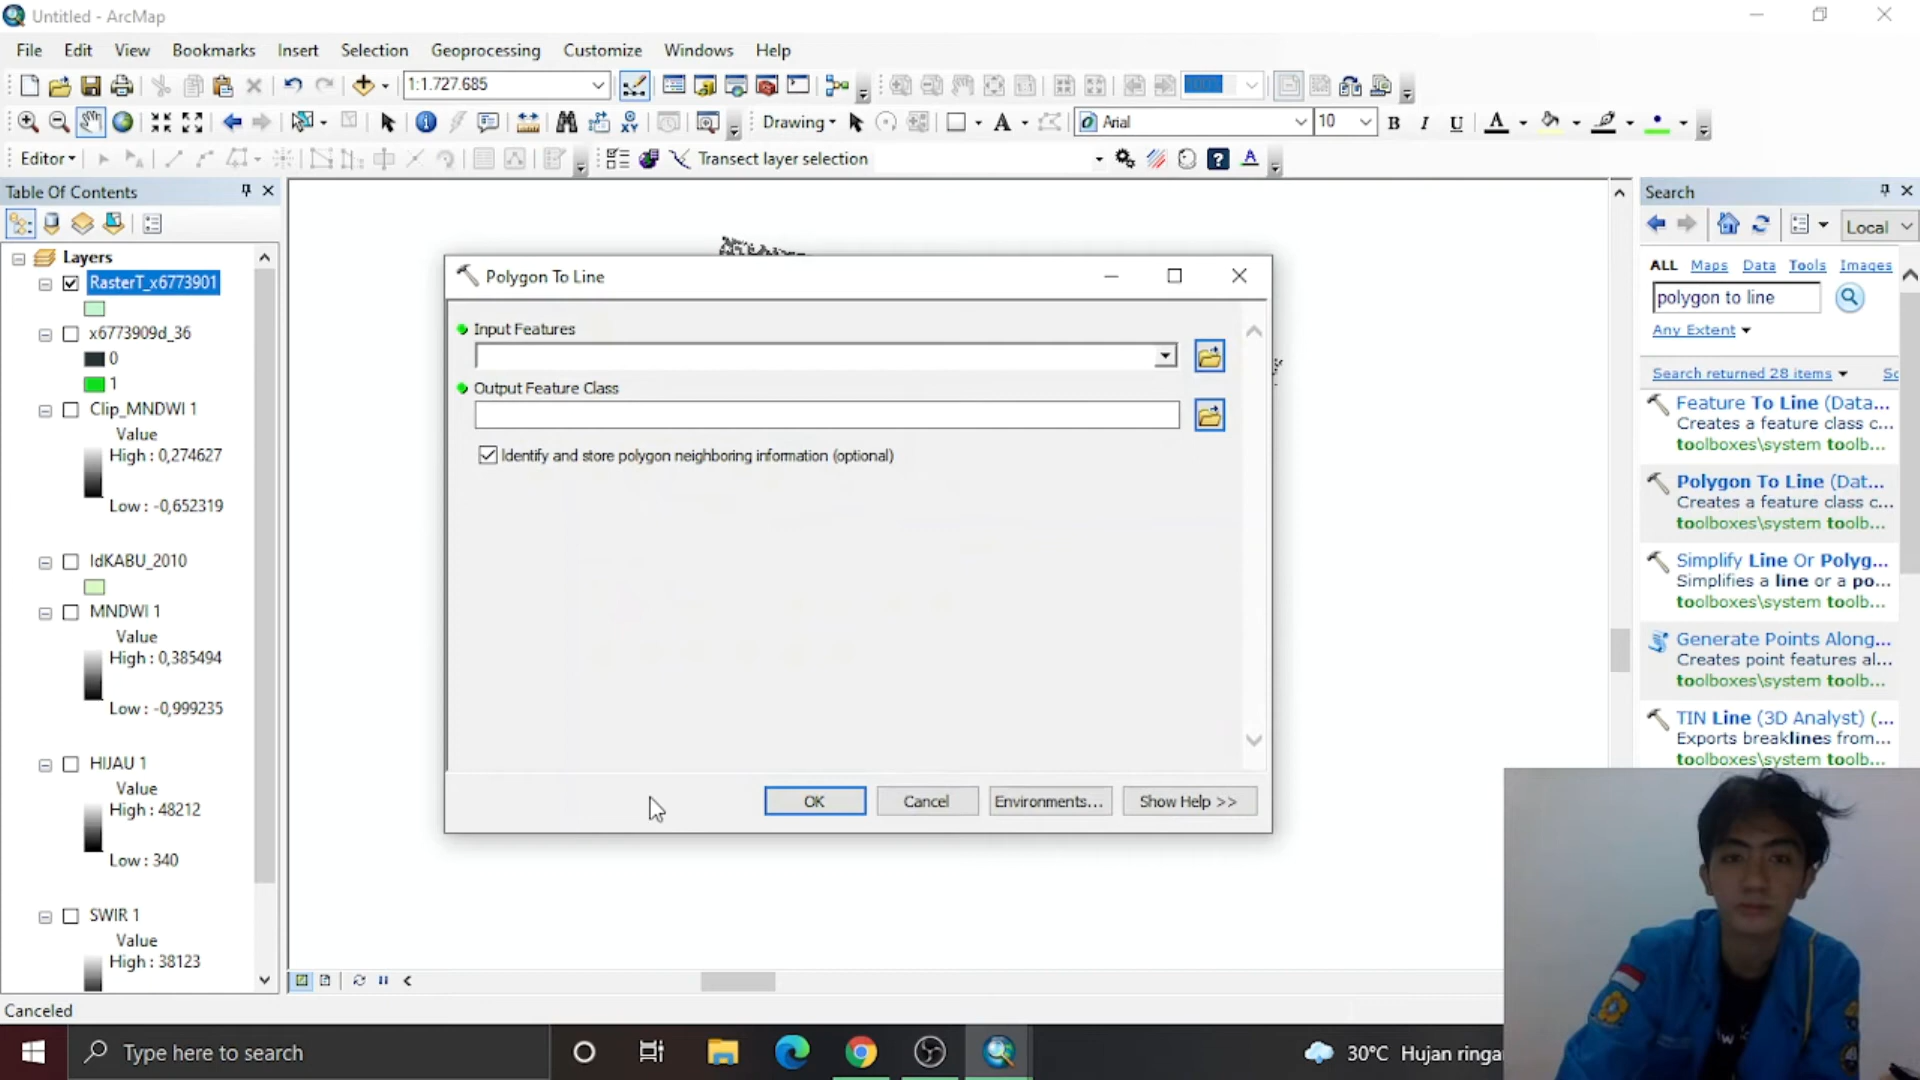 Untitled - ArcMap
File Edit View Bookmarks Insert Selection Geoprocessing Customize Windows Help
1:1.727.685
Drawing Arial 10 B I U A
Editor Transect layer selection
Table Of Contents
Layers
RasterT_x6773901
x6773909d_36
0
1
Clip_MNDWI 1
Value
High : 0,274627
Low : -0,652319
IdKABU_2010
MNDWI 1
Value
High : 0,385494
Low : -0,999235
HIJAU 1
Value
High : 48212
Low : 340
SWIR 1
Value
High : 38123
Canceled
Polygon To Line
Input Features
Output Feature Class
Identify and store polygon neighboring information (optional)
OK Cancel Environments... Show Help >>
Search
Local
ALL Maps Data Tools Images
polygon to line
Any Extent
Search returned 28 items
Feature To Line (Data...
Creates a feature class c...
toolboxes\system toolb...
Polygon To Line (Dat...
Creates a feature class c...
toolboxes\system toolb...
Simplify Line Or Polyg...
Simplifies a line or a po...
toolboxes\system toolb...
Generate Points Along...
Creates point features al...
toolboxes\system toolb...
TIN Line (3D Analyst) (...
Exports breaklines from...
toolboxes\system toolb...
Type here to search
30°C Hujan ringa